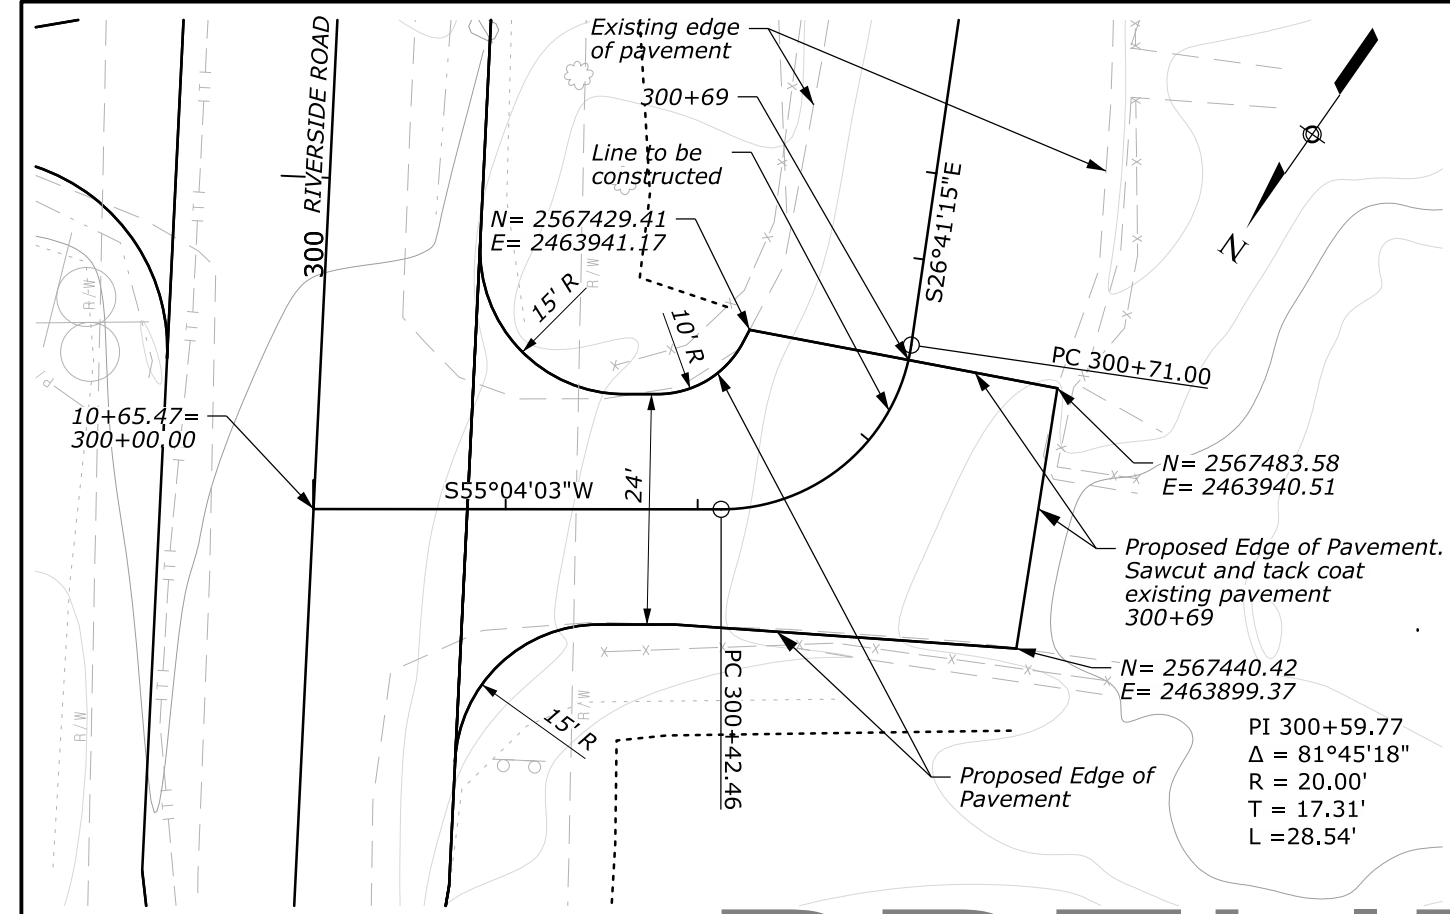 Existing edge
of pavement
300+69
Line to be
constructed
N= 2567429.41
E= 2463941.17
300 RIVERSIDE ROAD
15' R
10' R
S26°41'15"E
N
PC 300+71.00
10+65.47=
300+00.00
S55°04'03"W
24'
N= 2567483.58
E= 2463940.51
Proposed Edge of Pavement.
Sawcut and tack coat
existing pavement
300+69
PC 300+42.46
N= 2567440.42
E= 2463899.37
15' R
Proposed Edge of
Pavement
PI 300+59.77
Δ = 81°45'18"
R = 20.00'
T = 17.31'
L =28.54'
R/W
R/W
R/W
R/W
P